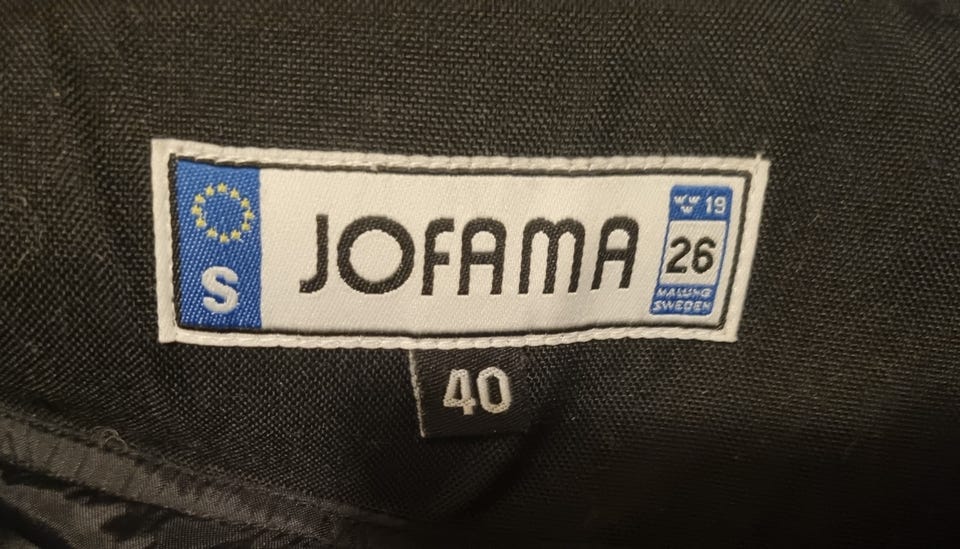 S
JOFAMA
19
26
MALUNG
SWEDEN
40